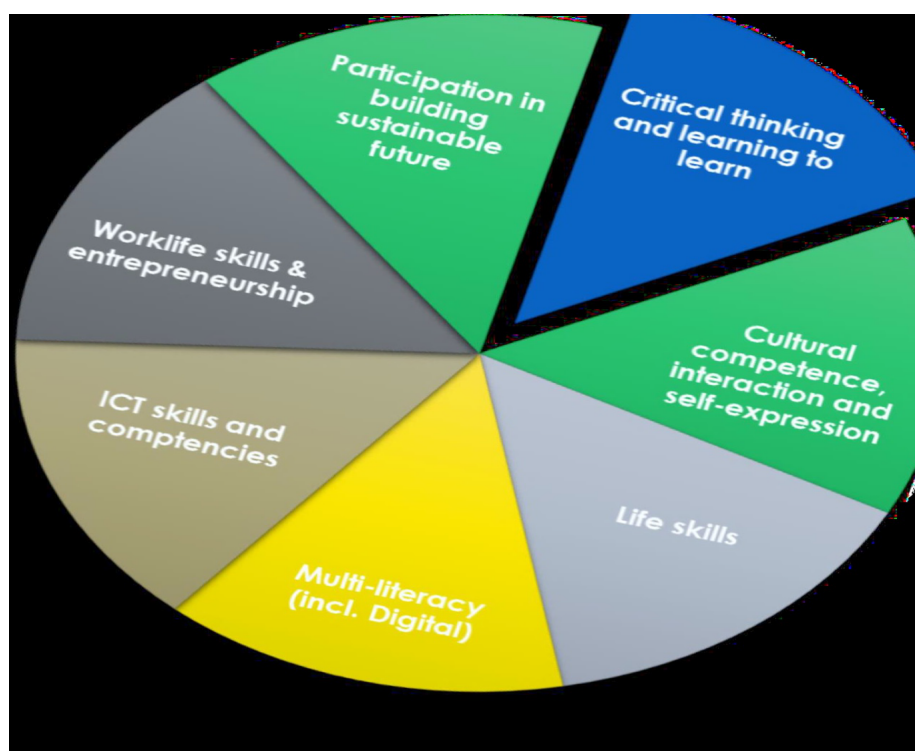 Participation in
building
sustainable
future
Critical thinking
and learning to
learn
Worklife skills &
entrepreneurship
Cultural
competence,
interaction and
self-expression
ICT skills and
comptencies
Life skills
Multi-literacy
(incl. Digital)